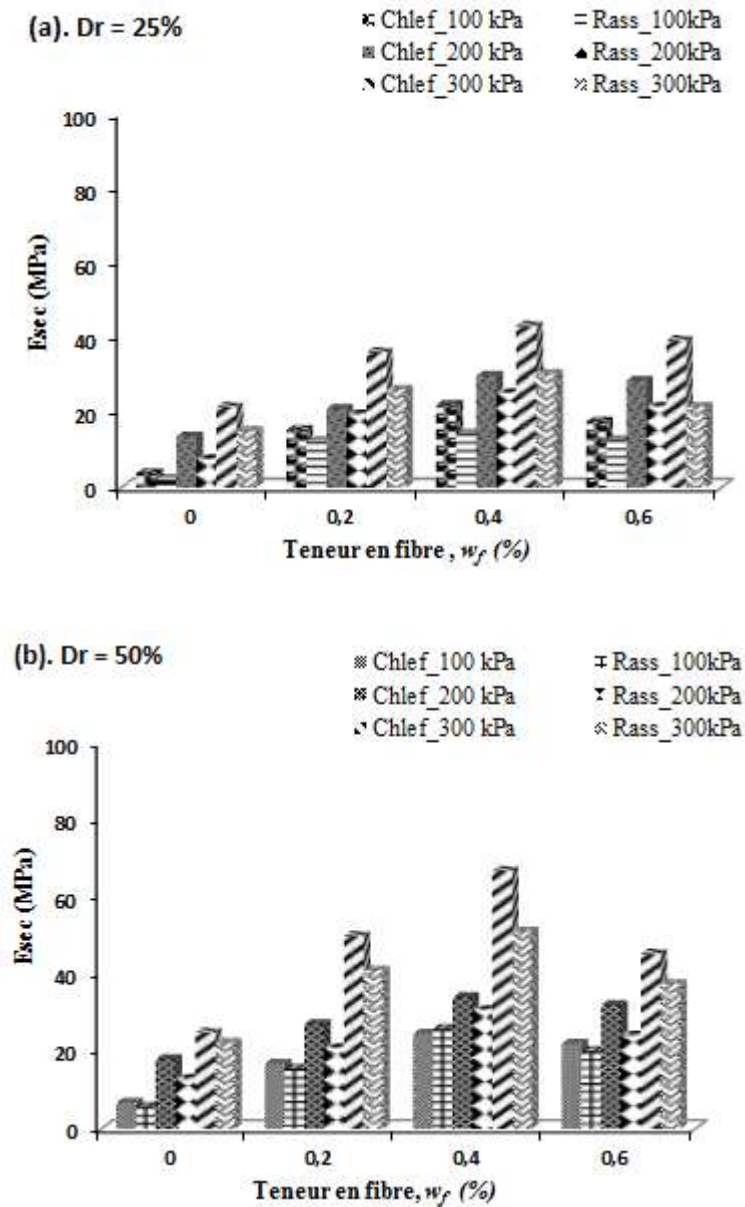 (a). Dr = 25%
Chlef_100 kPa Rass_100kPa
Chlef_200 kPa Rass_200kPa
Chlef_300 kPa Rass_300kPa
100
80
60
40
20
0
Esec (MPa)
0 0,2 0,4 0,6
Teneur en fibre , w_f (%)
(b). Dr = 50%
Chlef_100 kPa Rass_100kPa
Chlef_200 kPa Rass_200kPa
Chlef_300 kPa Rass_300kPa
100
80
60
40
20
0
Esec (MPa)
0 0,2 0,4 0,6
Teneur en fibre, w_f (%)